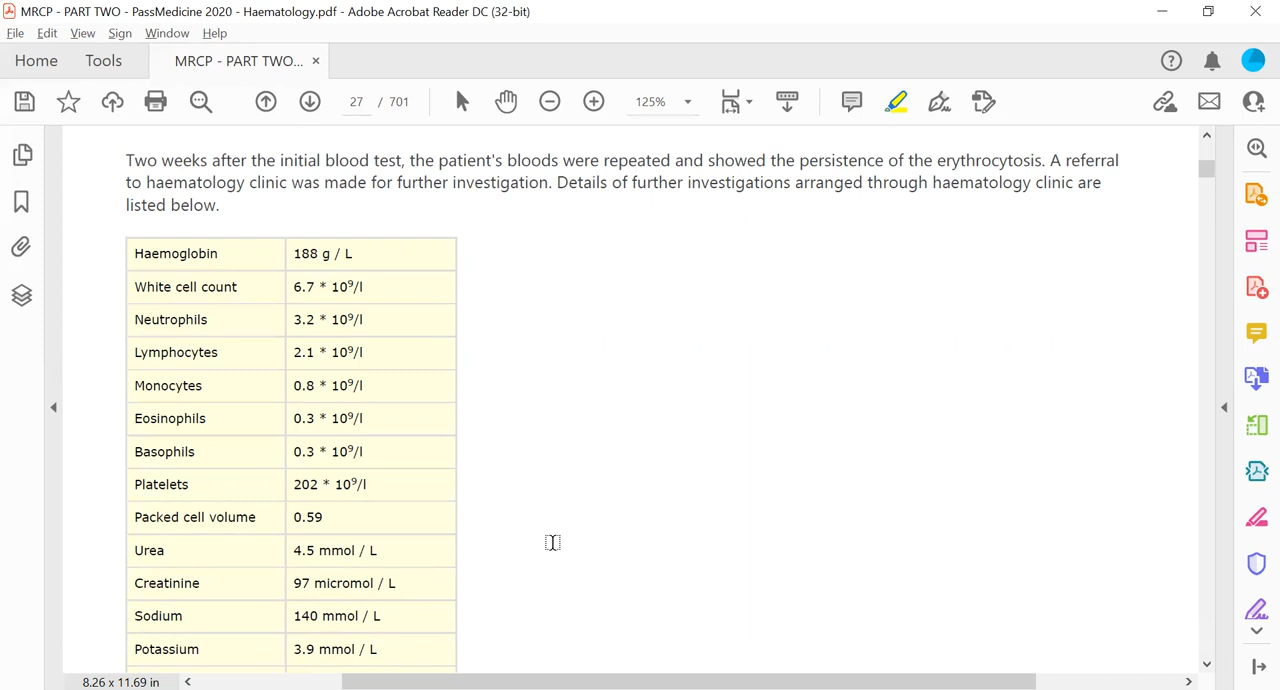 MRCP - PART TWO - PassMedicine 2020 - Haematology.pdf - Adobe Acrobat Reader DC (32-bit)
File Edit View Sign Window Help
Home Tools MRCP - PART TWO... ×
27 / 701 125%
Two weeks after the initial blood test, the patient's bloods were repeated and showed the persistence of the erythrocytosis. A referral
to haematology clinic was made for further investigation. Details of further investigations arranged through haematology clinic are
listed below.
Haemoglobin 188 g / L
White cell count 6.7 * 10⁹/l
Neutrophils 3.2 * 10⁹/l
Lymphocytes 2.1 * 10⁹/l
Monocytes 0.8 * 10⁹/l
Eosinophils 0.3 * 10⁹/l
Basophils 0.3 * 10⁹/l
Platelets 202 * 10⁹/l
Packed cell volume 0.59
Urea 4.5 mmol / L
Creatinine 97 micromol / L
Sodium 140 mmol / L
Potassium 3.9 mmol / L
8.26 x 11.69 in